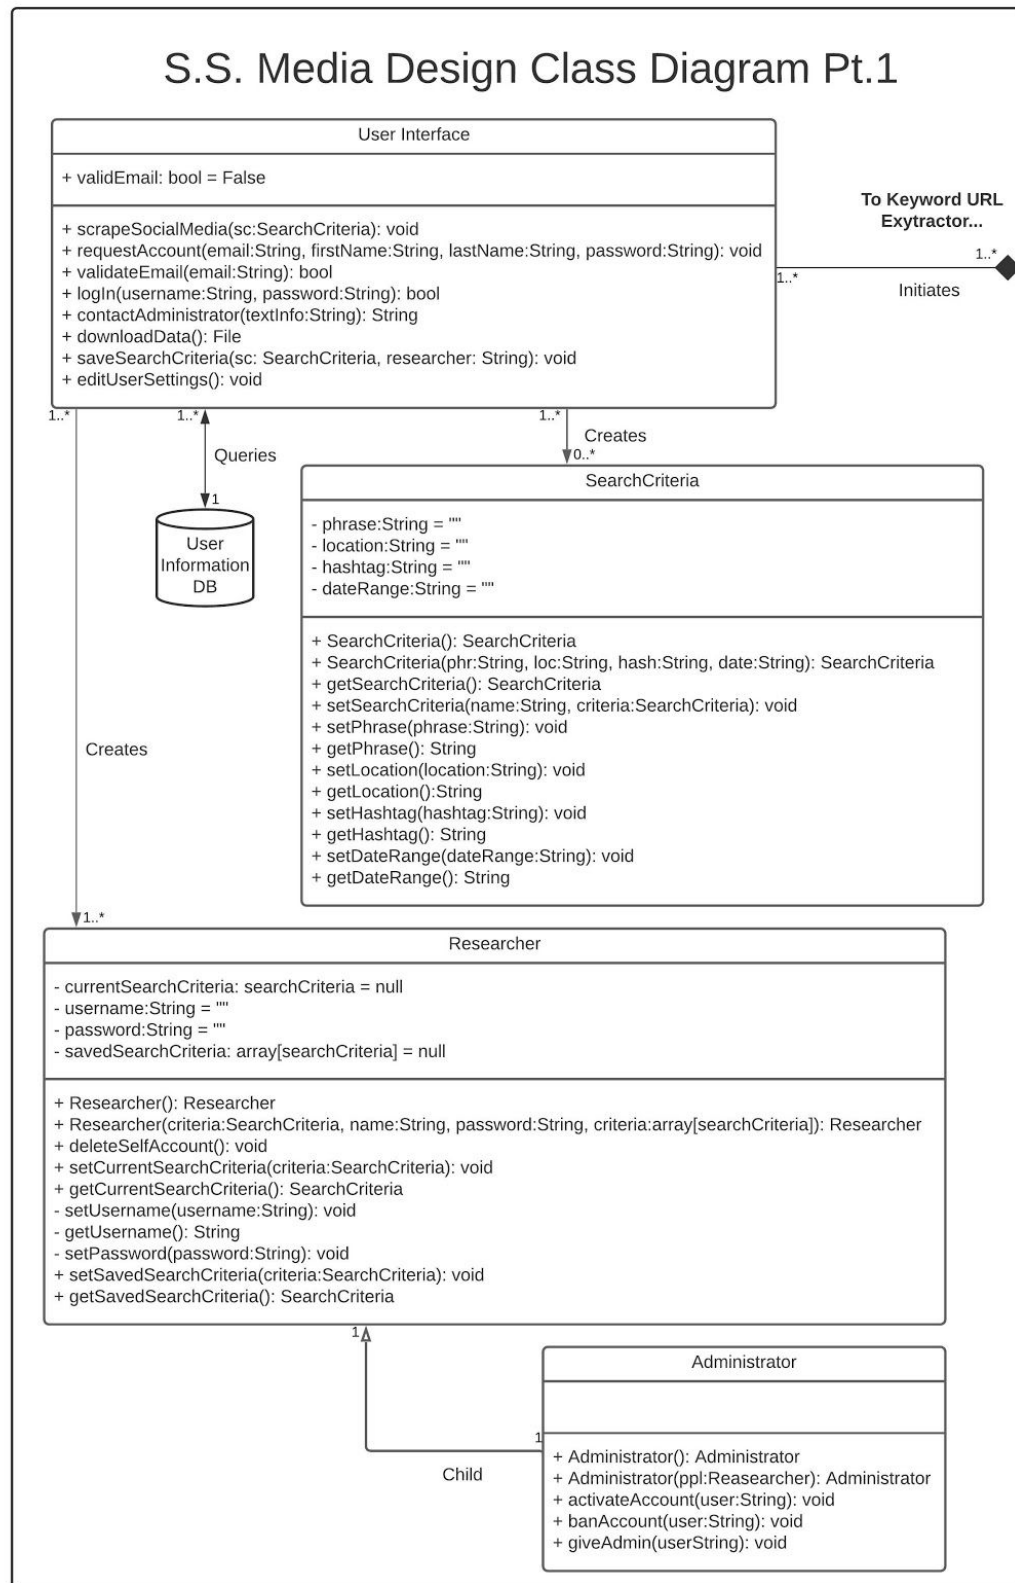 S.S. Media Design Class Diagram Pt.1
User Interface
+ validEmail: bool = False
+ scrapeSocialMedia(sc:SearchCriteria): void
+ requestAccount(email:String, firstName:String, lastName:String, password:String): void
+ validateEmail(email:String): bool
+ logIn(username:String, password:String): bool
+ contactAdministrator(textInfo:String): String
+ downloadData(): File
+ saveSearchCriteria(sc: SearchCriteria, researcher: String): void
+ editUserSettings(): void
To Keyword URL
Exytractor...
1..*
1..*
Initiates
1..*
1..*
1..*
Queries
Creates
1
0..*
User
Information
DB
SearchCriteria
- phrase:String = ""
- location:String = ""
- hashtag:String = ""
- dateRange:String = ""
+ SearchCriteria(): SearchCriteria
+ SearchCriteria(phr:String, loc:String, hash:String, date:String): SearchCriteria
+ getSearchCriteria(): SearchCriteria
+ setSearchCriteria(name:String, criteria:SearchCriteria): void
+ setPhrase(phrase:String): void
+ getPhrase(): String
+ setLocation(location:String): void
+ getLocation():String
+ setHashtag(hashtag:String): void
+ getHashtag(): String
+ setDateRange(dateRange:String): void
+ getDateRange(): String
Creates
1..*
Researcher
- currentSearchCriteria: searchCriteria = null
- username:String = ""
- password:String = ""
- savedSearchCriteria: array[searchCriteria] = null
+ Researcher(): Researcher
+ Researcher(criteria:SearchCriteria, name:String, password:String, criteria:array[searchCriteria]): Researcher
+ deleteSelfAccount(): void
+ setCurrentSearchCriteria(criteria:SearchCriteria): void
+ getCurrentSearchCriteria(): SearchCriteria
- setUsername(username:String): void
- getUsername(): String
- setPassword(password:String): void
+ setSavedSearchCriteria(criteria:SearchCriteria): void
+ getSavedSearchCriteria(): SearchCriteria
1
1
Child
Administrator
+ Administrator(): Administrator
+ Administrator(ppl:Reasearcher): Administrator
+ activateAccount(user:String): void
+ banAccount(user:String): void
+ giveAdmin(userString): void